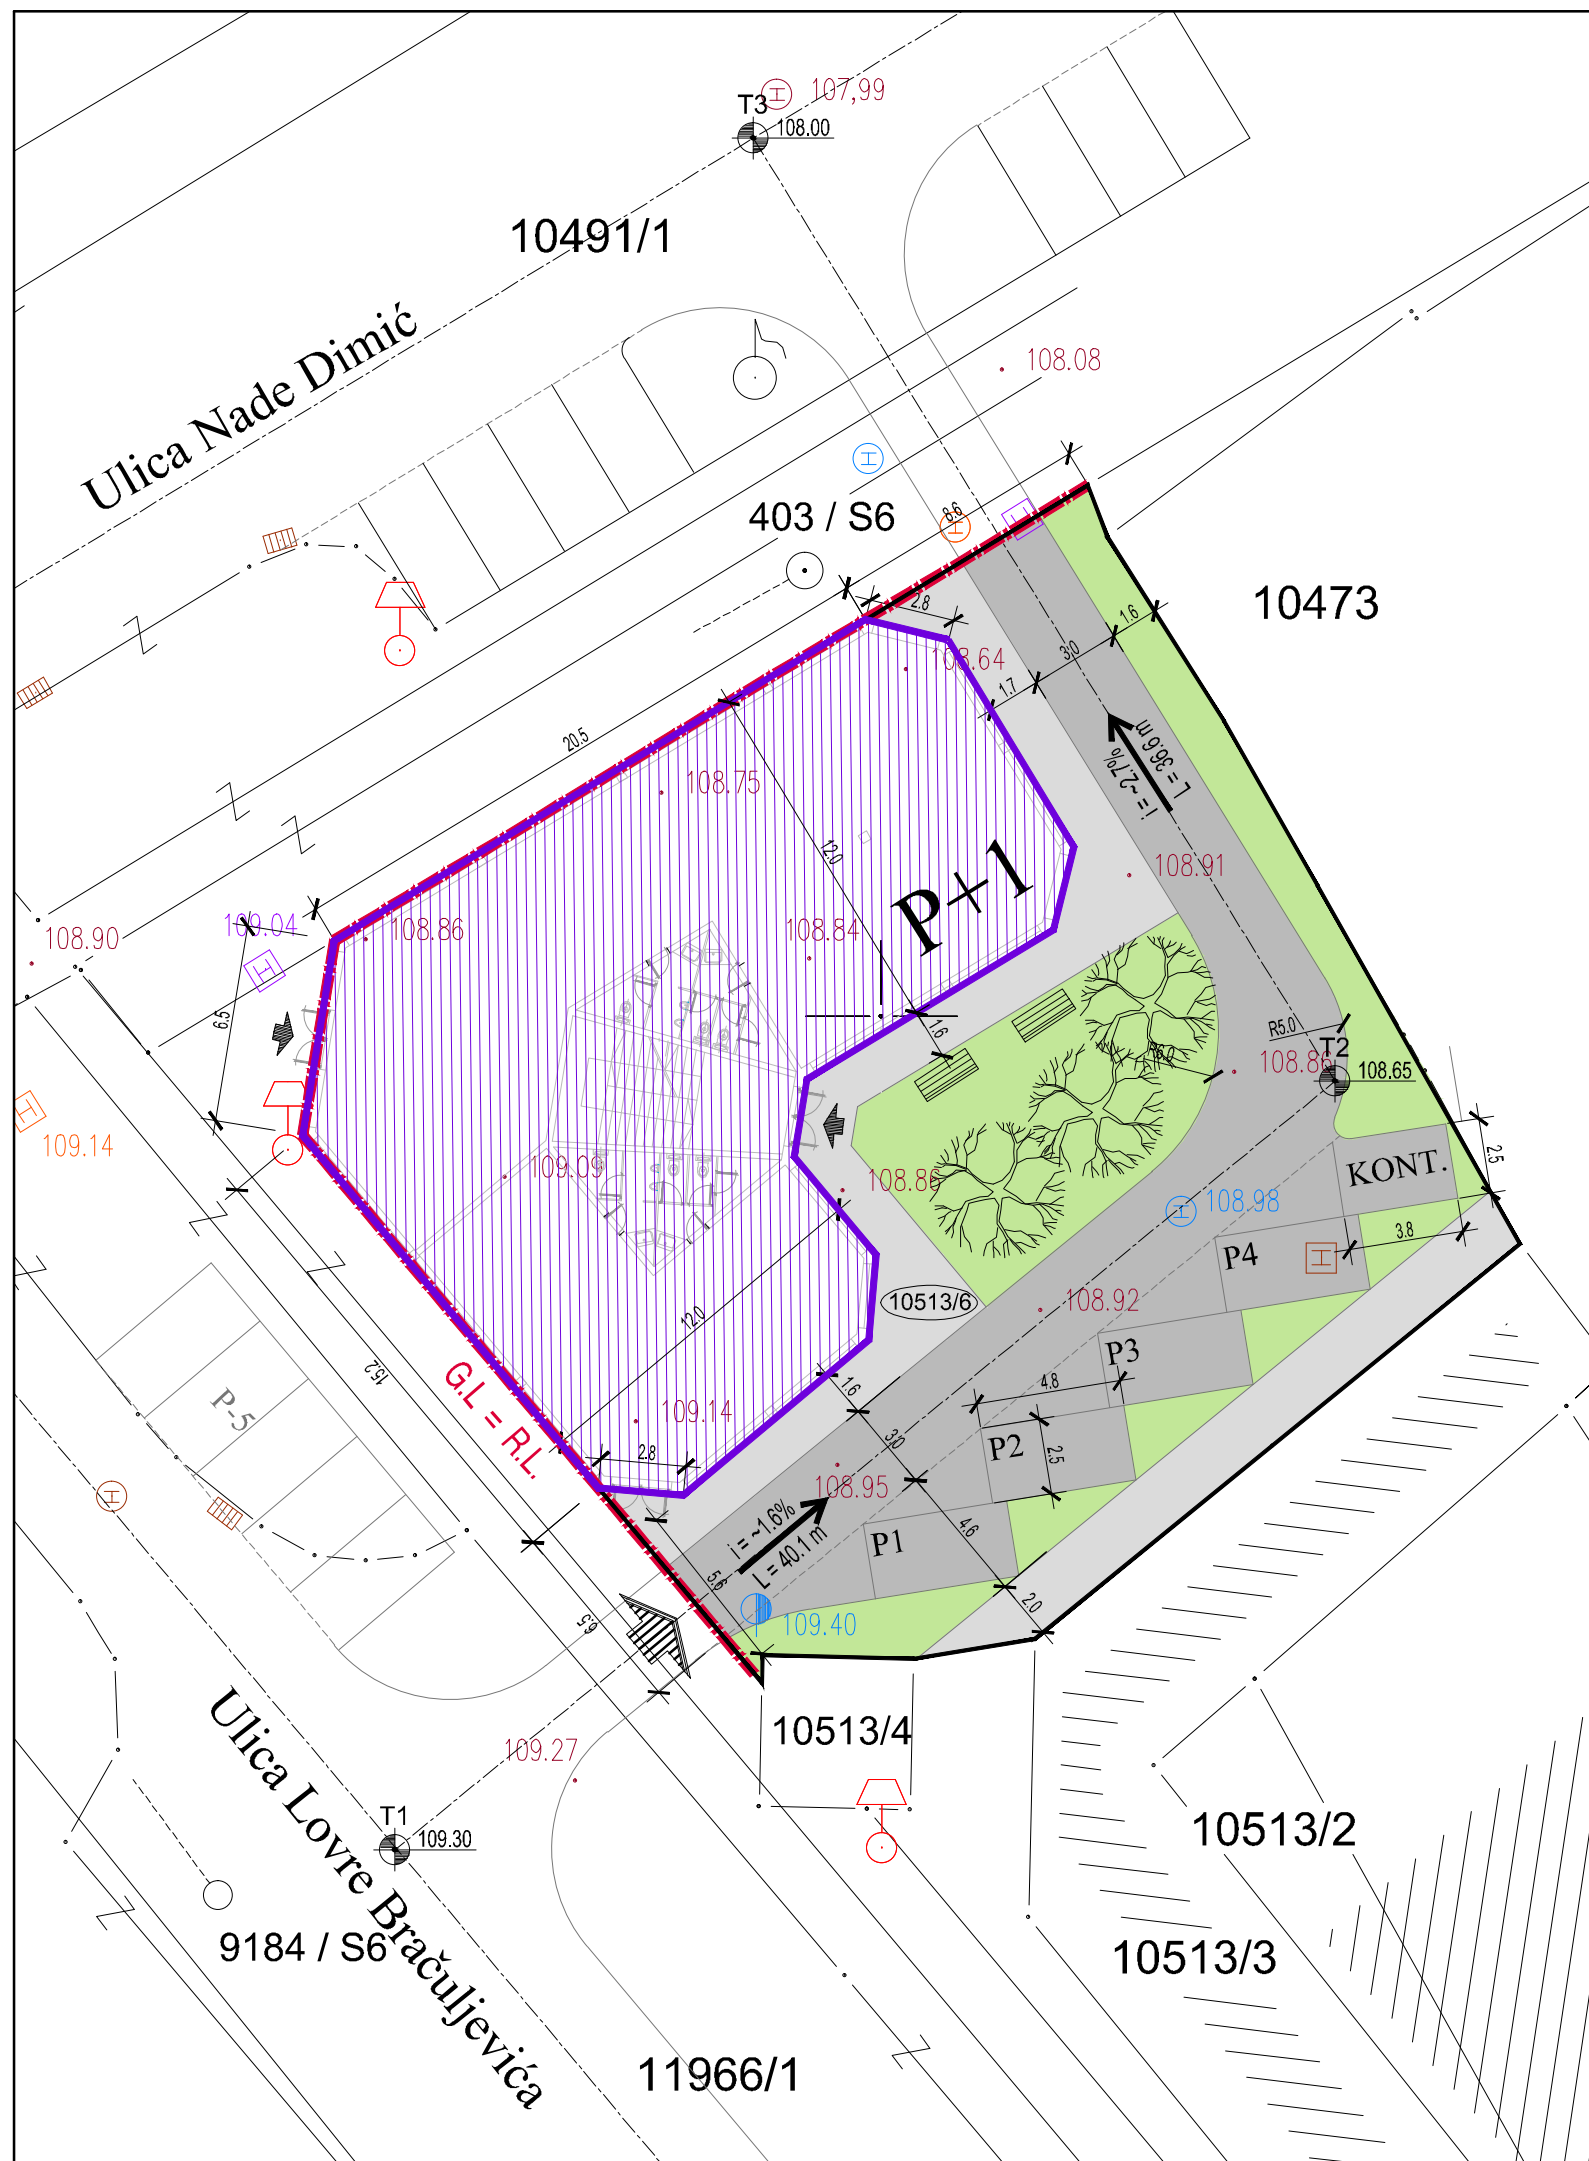 107,99
T3
108.00
10491/1
Ulica Nade Dimić
108.08
403 / S6
8.6
10473
2.8
108.64
1.6
3.0
1.7
20.5
108.75
L = 36.6 m
i = ~2.7%
12.0
P+1
108.91
109.04
108.86
108.90
108.84
6.5
1.6
R5.0
R6.0
108.86
T2
108.65
109.14
109.09
108.86
2.5
KONT.
108.98
3.8
P4
10513/6
108.92
12.0
P3
15.2
G.L = R.L.
1.6
4.8
P-5
109.14
3.0
P2
2.5
2.8
108.95
i = ~1.6%
L = 40.1 m
P1
4.6
5.6
2.0
6.5
109.40
10513/4
109.27
Ulica Lovre Bračuljevića
T1
109.30
10513/2
9184 / S6
10513/3
11966/1